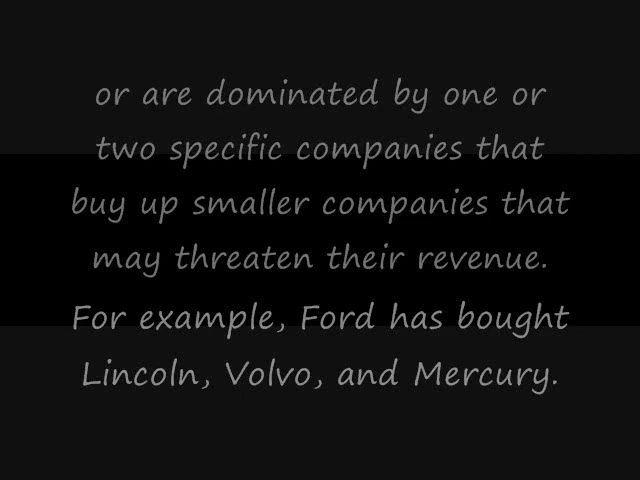 or are dominated by one or
two specific companies that
buy up smaller companies that
may threaten their revenue.
For example, Ford has bought
Lincoln, Volvo, and Mercury.